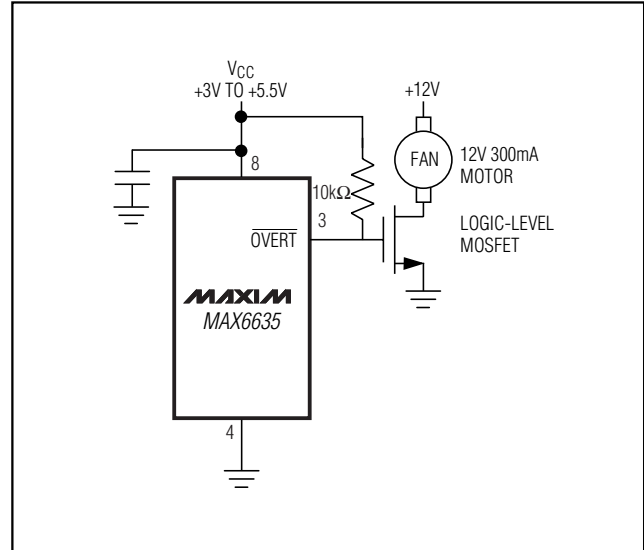 VCC
+3V TO +5.5V
+12V
8
FAN
12V 300mA
MOTOR
10kΩ
3
OVERT
LOGIC-LEVEL
MOSFET
MAXIM
MAX6635
4